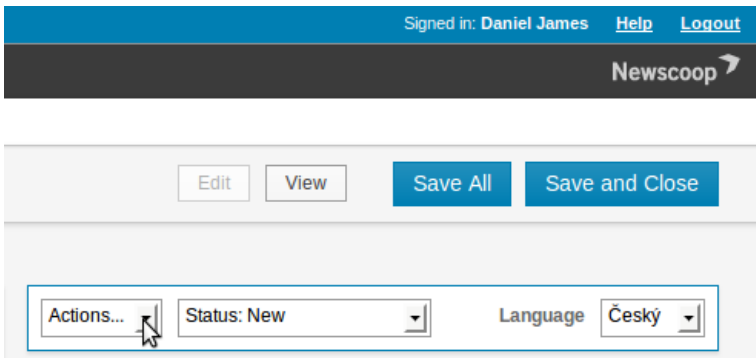 Signed in: Daniel James Help Logout
Newscoop
Edit View Save All Save and Close
Actions... Status: New Language Český